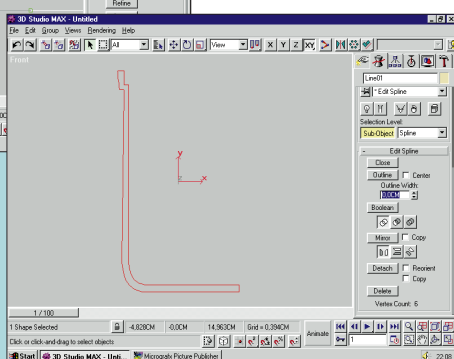 Refine
3D Studio MAX - Untitled
File Edit Group Views Rendering Help
All View X Y Z XY
Front
Line01
Edit Spline
Selection Level:
Sub-Object Spline
- Edit Spline
Close
Outline Center
Outline Width:
0,0CM
Boolean
Mirror Copy
Detach Reorient
Copy
Delete
Vertex Count: 6
y
x
1 / 100
1 Shape Selected -4,828CM -0,0CM 14,963CM Grid = 0,394CM
Animate
1
Click or click-and-drag to select objects
Start 3D Studio MAX - Unti... Micrografx Picture Publisher 22:08